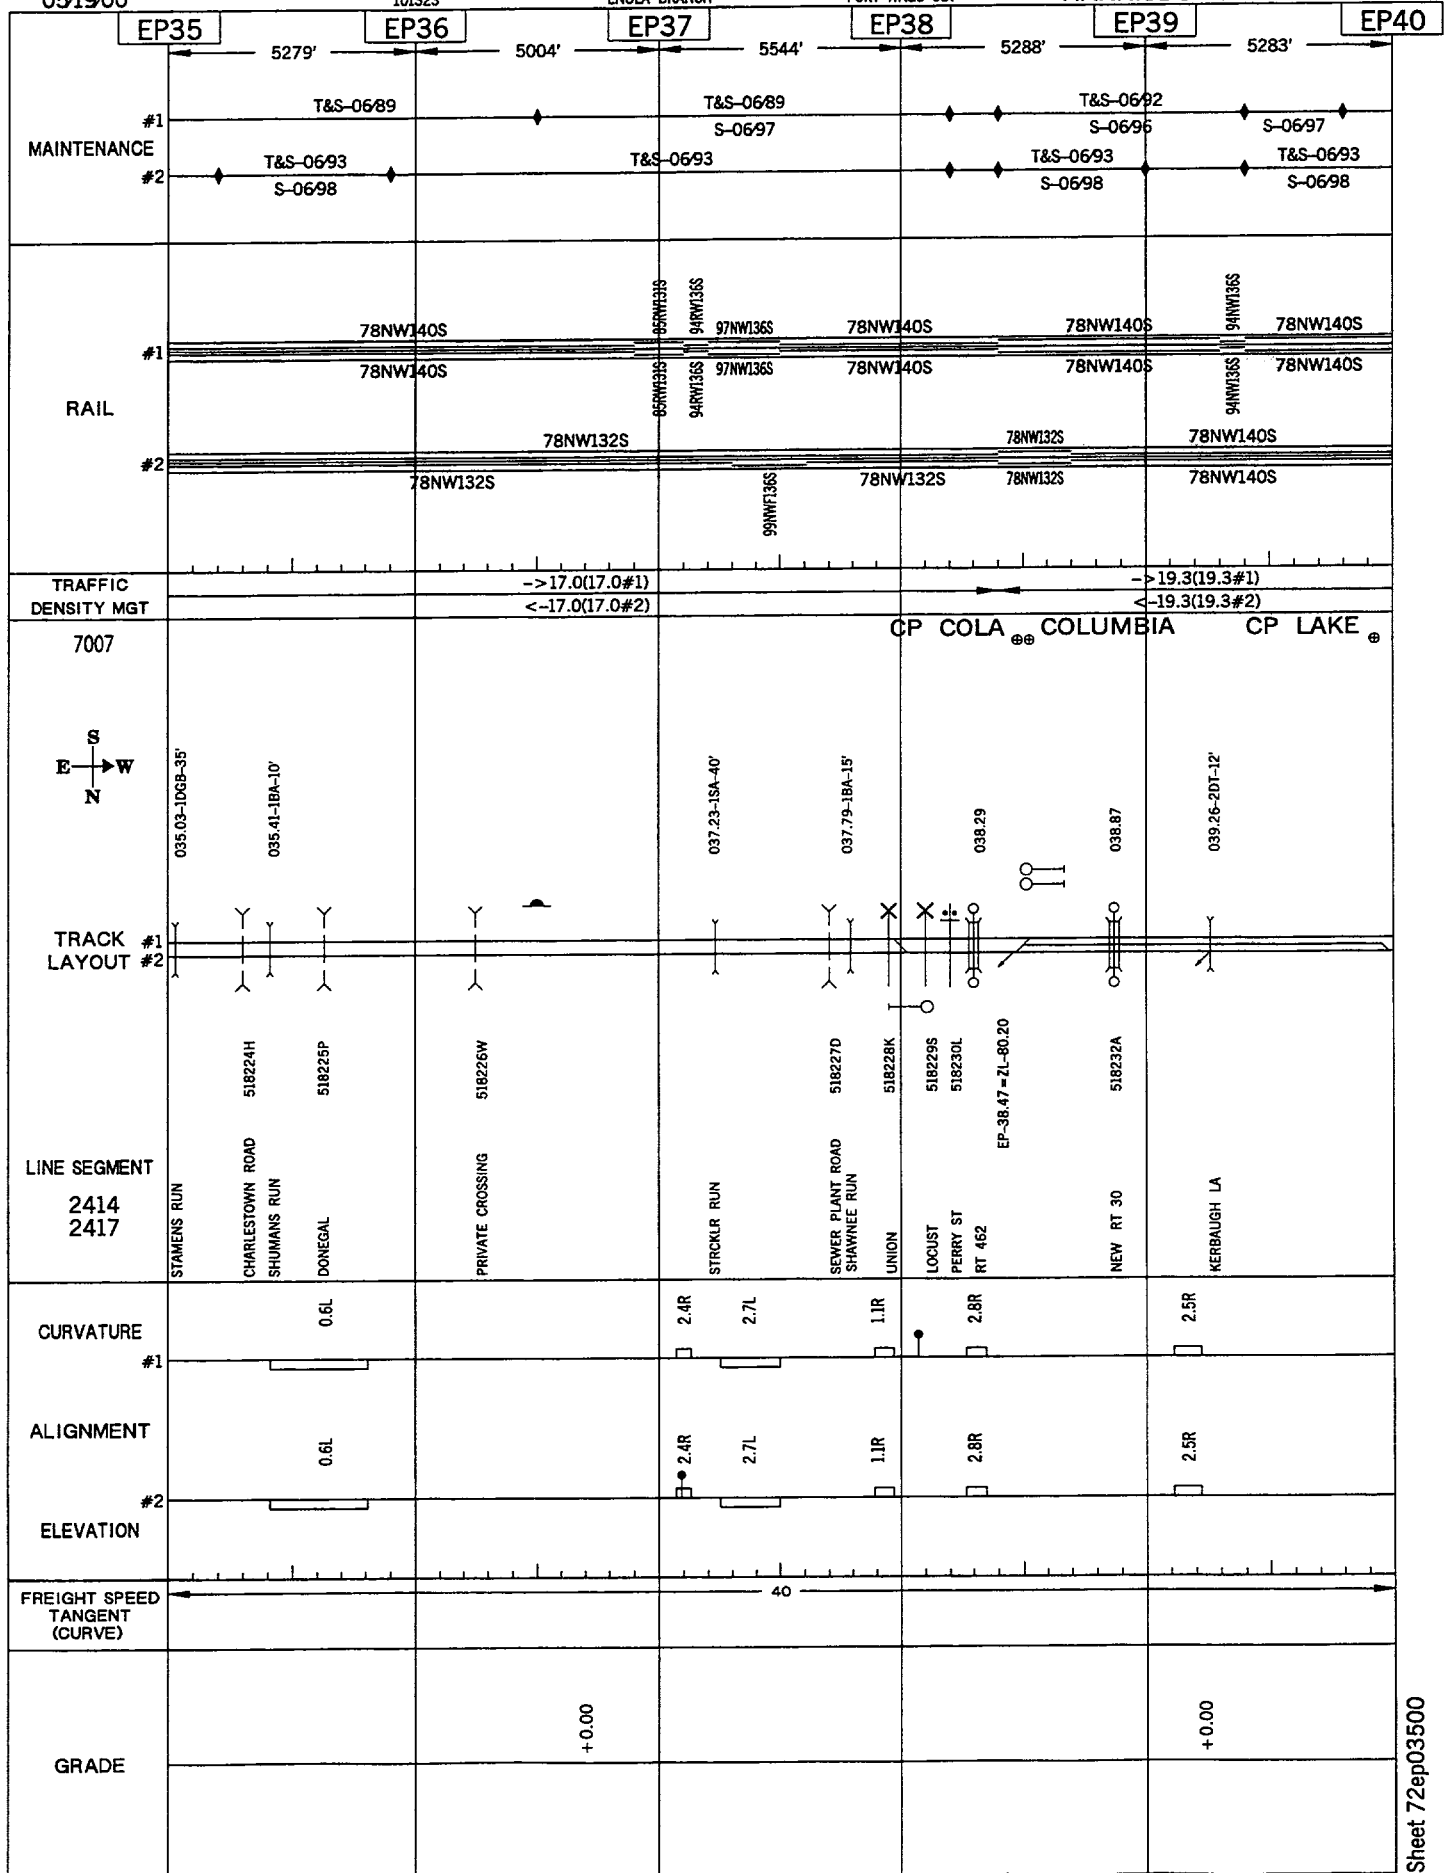 05/19/00
101323
ENOLA BRANCH
EP35
EP36
EP37
EP38
EP39
EP40
5279'
5004'
5544'
5288'
5283'
MAINTENANCE
#1
T&S-06/89
T&S-06/89
S-06/97
T&S-06/92
S-06/96
S-06/97
#2
T&S-06/93
S-06/98
T&S-06/93
T&S-06/93
S-06/98
T&S-06/93
S-06/98
RAIL
#1
78NW140S
85RW131S
94RW136S
97NW136S
78NW140S
78NW140S
94NW136S
78NW140S
78NW140S
85RW131S
94RW136S
97NW136S
78NW140S
78NW140S
94NW136S
78NW140S
#2
78NW132S
78NW132S
78NW140S
78NW132S
99NWF136S
78NW132S
78NW132S
78NW140S
TRAFFIC
DENSITY MGT
->17.0(17.0#1)
<-17.0(17.0#2)
->19.3(19.3#1)
<-19.3(19.3#2)
7007
CP COLA
COLUMBIA
CP LAKE
S
E W
N
035.03-1DGB-35'
035.41-1BA-10'
037.23-1SA-40'
037.79-1BA-15'
038.29
038.87
039.26-2DT-12'
TRACK #1
LAYOUT #2
518224H
518225P
518226W
518227D
518228K
518229S
518230L
EP-38.47=ZL-80.20
518232A
LINE SEGMENT
2414
2417
STAMENS RUN
CHARLESTOWN ROAD
SHUMANS RUN
DONEGAL
PRIVATE CROSSING
STRCKLR RUN
SEWER PLANT ROAD
SHAWNEE RUN
UNION
LOCUST
PERRY ST
RT 462
NEW RT 30
KERBAUGH LA
CURVATURE
#1
0.6L
2.4R
2.7L
1.1R
2.8R
2.5R
ALIGNMENT
#2
0.6L
2.4R
2.7L
1.1R
2.8R
2.5R
ELEVATION
FREIGHT SPEED
TANGENT
(CURVE)
40
GRADE
+0.00
+0.00
Sheet 72ep03500